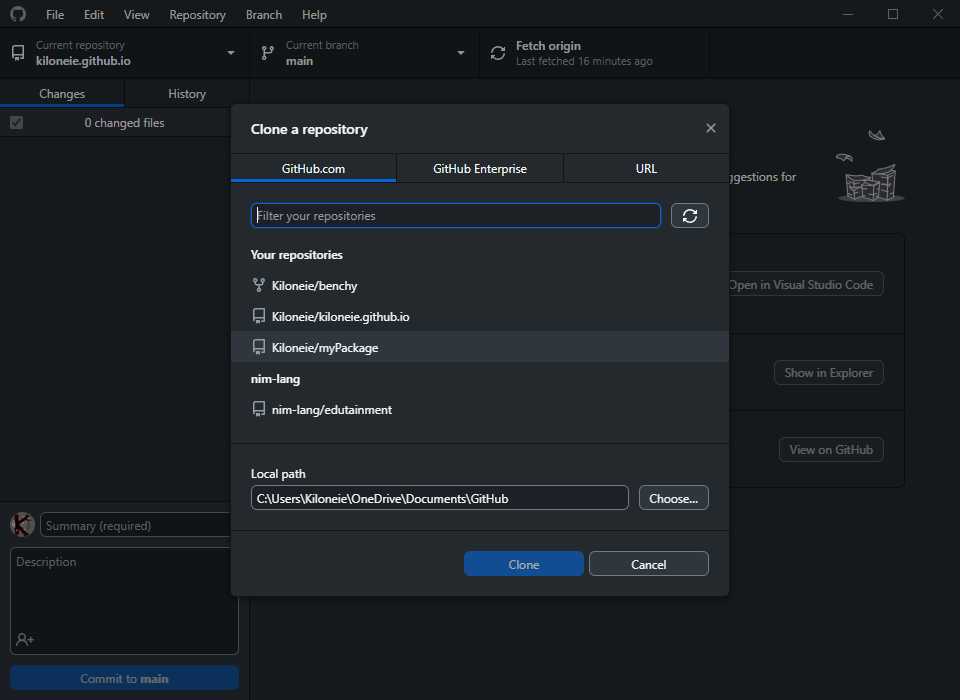 File Edit View Repository Branch Help
Current repository
kiloneie.github.io
Current branch
main
Fetch origin
Last fetched 16 minutes ago
Changes History
0 changed files
Clone a repository
GitHub.com GitHub Enterprise URL
Filter your repositories
Your repositories
Kiloneie/benchy
Kiloneie/kiloneie.github.io
Kiloneie/myPackage
nim-lang
nim-lang/edutainment
Local path
C:\Users\Kiloneie\OneDrive\Documents\GitHub
Choose...
Clone Cancel
ggestions for
Open in Visual Studio Code
Show in Explorer
View on GitHub
Summary (required)
Description
Commit to main